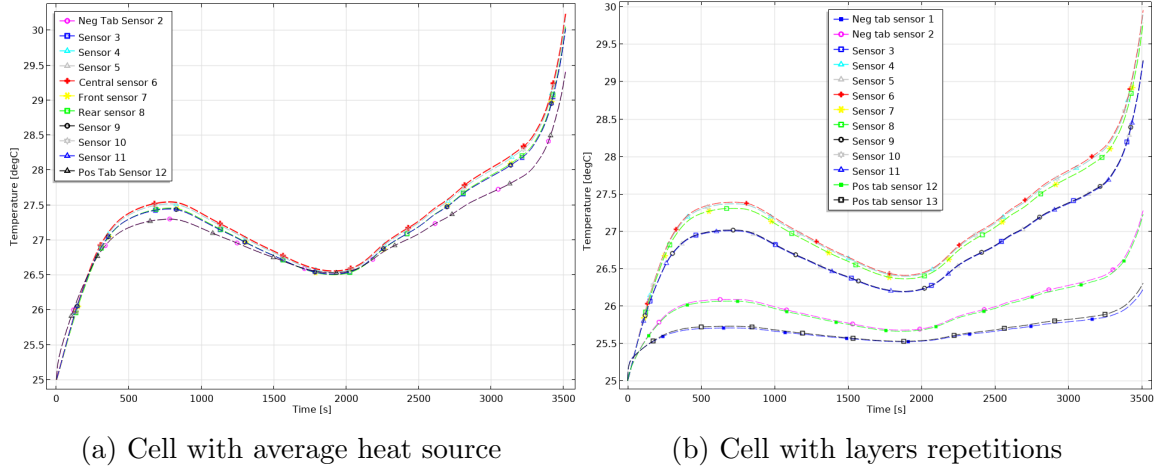 Neg Tab Sensor 2
Sensor 3
Sensor 4
Sensor 5
Central sensor 6
Front sensor 7
Rear sensor 8
Sensor 9
Sensor 10
Sensor 11
Pos Tab Sensor 12
Temperature [degC]
30
29.5
29
28.5
28
27.5
27
26.5
26
25.5
25
0
500
1000
1500
2000
2500
3000
3500
Time [s]
(a) Cell with average heat source
Neg tab sensor 1
Neg tab sensor 2
Sensor 3
Sensor 4
Sensor 5
Sensor 6
Sensor 7
Sensor 8
Sensor 9
Sensor 10
Sensor 11
Pos tab sensor 12
Pos tab sensor 13
Temperature [degC]
30
29.5
29
28.5
28
27.5
27
26.5
26
25.5
25
0
500
1000
1500
2000
2500
3000
3500
Time [s]
(b) Cell with layers repetitions